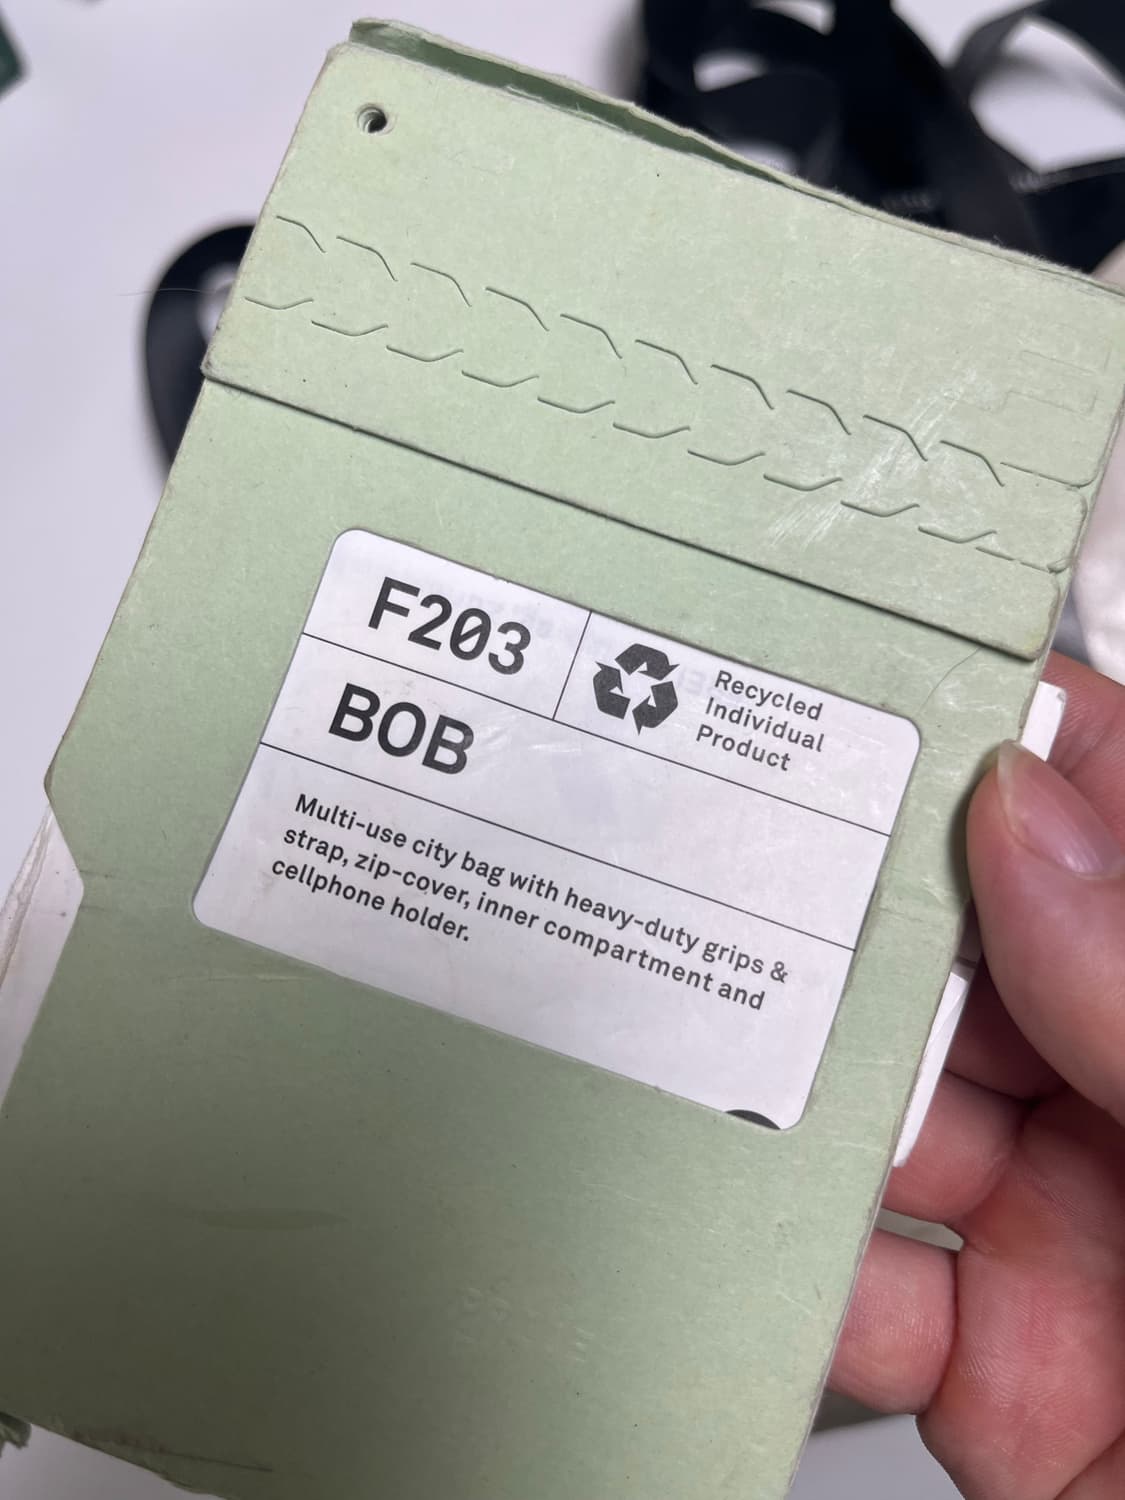 F203
Recycled
Individual
Product
BOB
Multi-use city bag with heavy-duty grips &
strap, zip-cover, inner compartment and
cellphone holder.